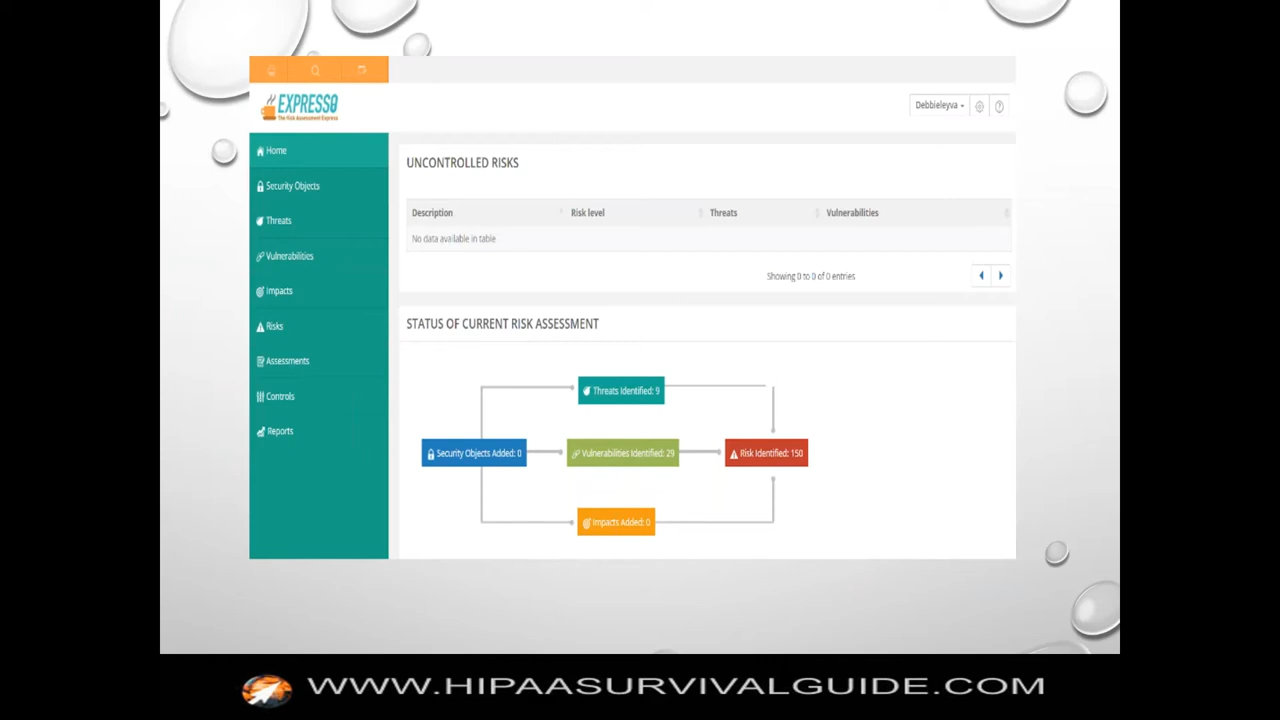 EXPRESSO
The Risk Assessment Express
Debbieleyva
Home
Security Objects
Threats
Vulnerabilities
Impacts
Risks
Assessments
Controls
Reports
UNCONTROLLED RISKS
Description Risk level Threats Vulnerabilities
No data available in table
Showing 0 to 0 of 0 entries
STATUS OF CURRENT RISK ASSESSMENT
Threats Identified: 9
Security Objects Added: 0
Vulnerabilities Identified: 29
Risk Identified: 150
Impacts Added: 0
WWW.HIPAASURVIVALGUIDE.COM